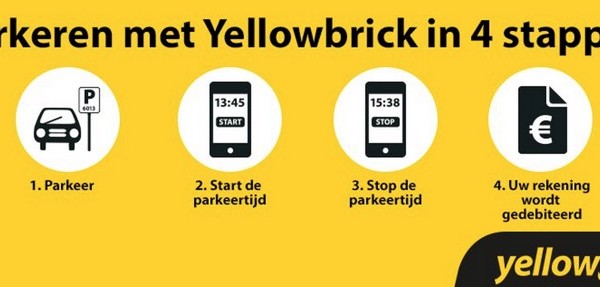 rkeren met Yellowbrick in 4 stapp
P
6013
13:45
START
15:38
STOP
€
1. Parkeer
2. Start de
parkeertijd
3. Stop de
parkeertijd
4. Uw rekening
wordt
gedebiteerd
yellow